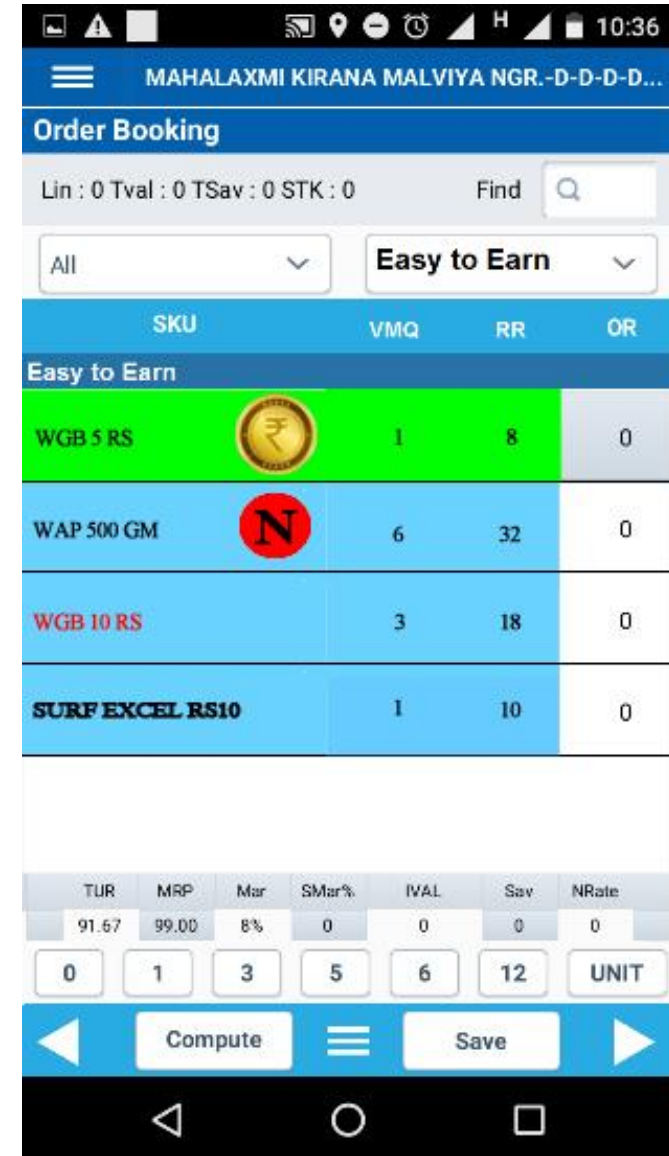 H 10:36
MAHALAXMI KIRANA MALVIYA NGR.-D-D-D-D...
Order Booking
Lin : 0 Tval : 0 TSav : 0 STK : 0 Find
All Easy to Earn
SKU VMQ RR OR
Easy to Earn
WGB 5 RS ₹ 1 8 0
WAP 500 GM N 6 32 0
WGB 10 RS 3 18 0
SURF EXCEL RS10 1 10 0
TUR MRP Mar SMar% IVAL Sav NRate
91.67 99.00 8% 0 0 0 0
0 1 3 5 6 12 UNIT
Compute Save